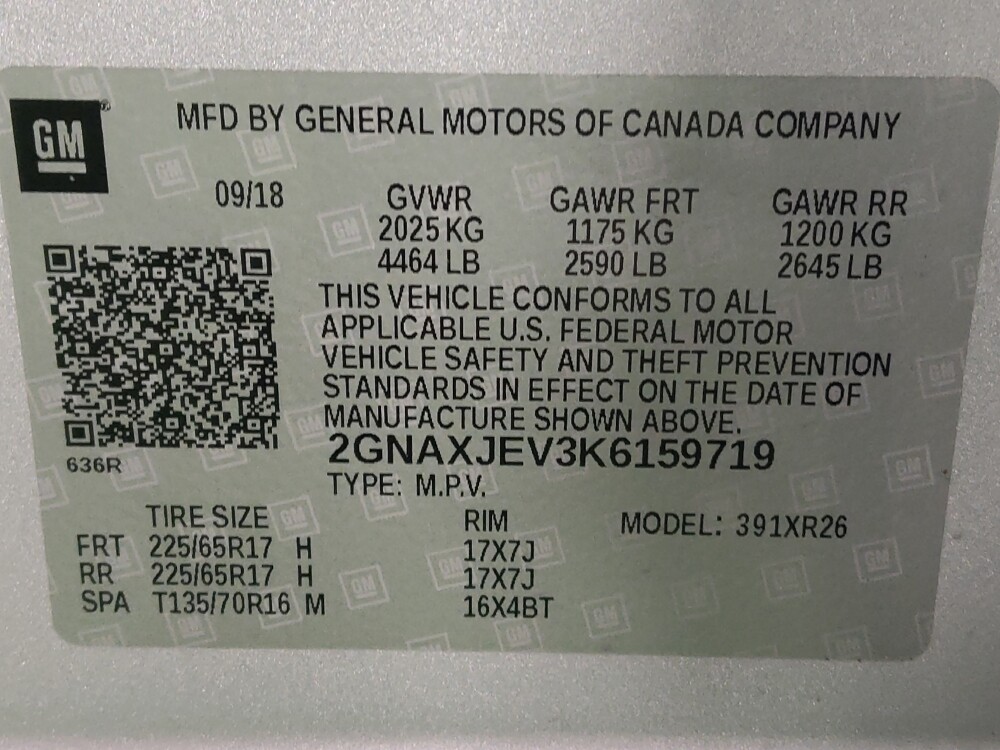 GM
MFD BY GENERAL MOTORS OF CANADA COMPANY
09/18 GVWR GAWR FRT GAWR RR
2025 KG 1175 KG 1200 KG
4464 LB 2590 LB 2645 LB
THIS VEHICLE CONFORMS TO ALL
APPLICABLE U.S. FEDERAL MOTOR
VEHICLE SAFETY AND THEFT PREVENTION
STANDARDS IN EFFECT ON THE DATE OF
MANUFACTURE SHOWN ABOVE.
2GNAXJEV3K6159719
636R
TYPE: M.P.V.
TIRE SIZE RIM MODEL: 391XR26
FRT 225/65R17 H 17X7J
RR 225/65R17 H 17X7J
SPA T135/70R16 M 16X4BT